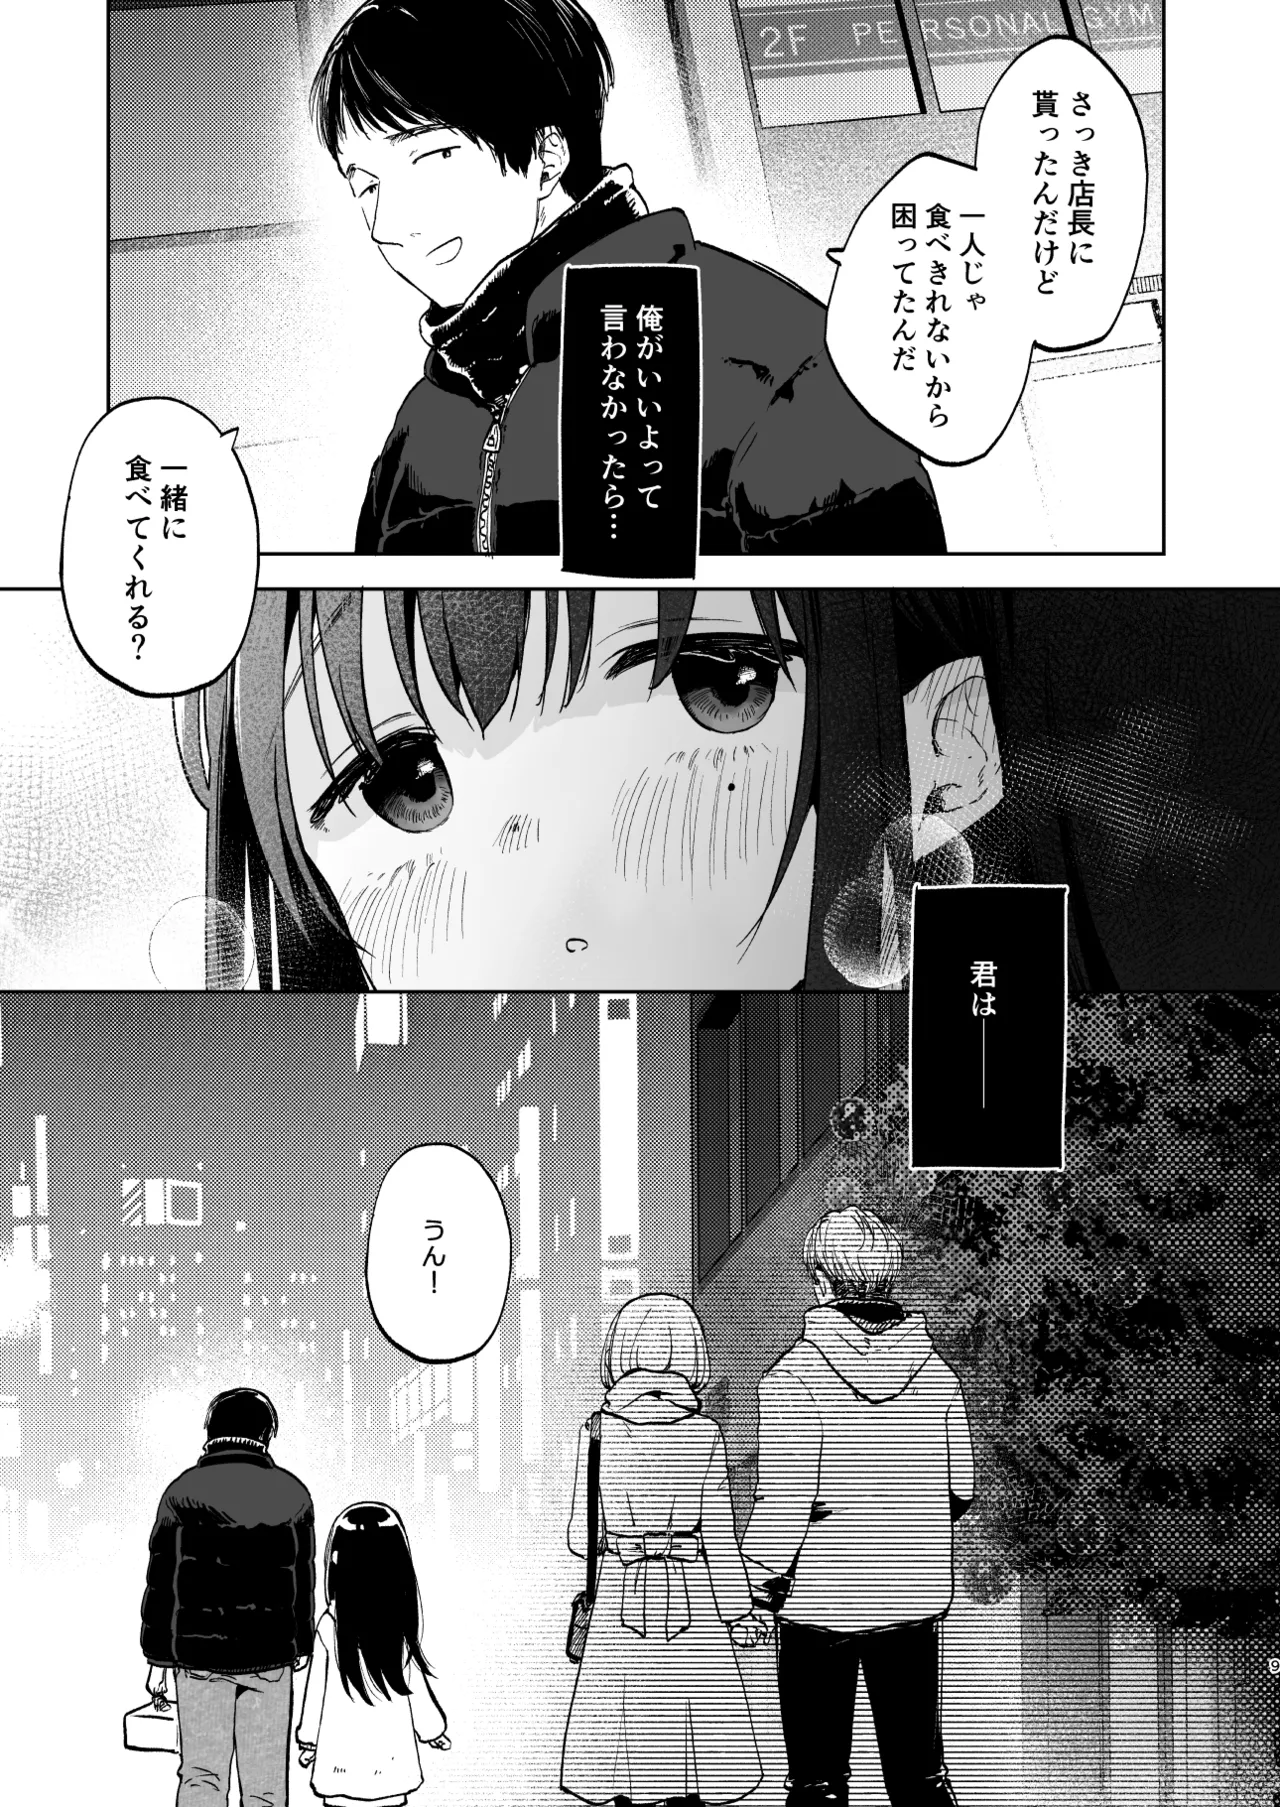 2F PERSONAL GYM
さっき店長に
貰ったんだけど
一人じゃ
食べきれないから
困ってたんだ
俺がいいよって
言わなかったら…
一緒に
食べてくれる?
君は――
うん!
9